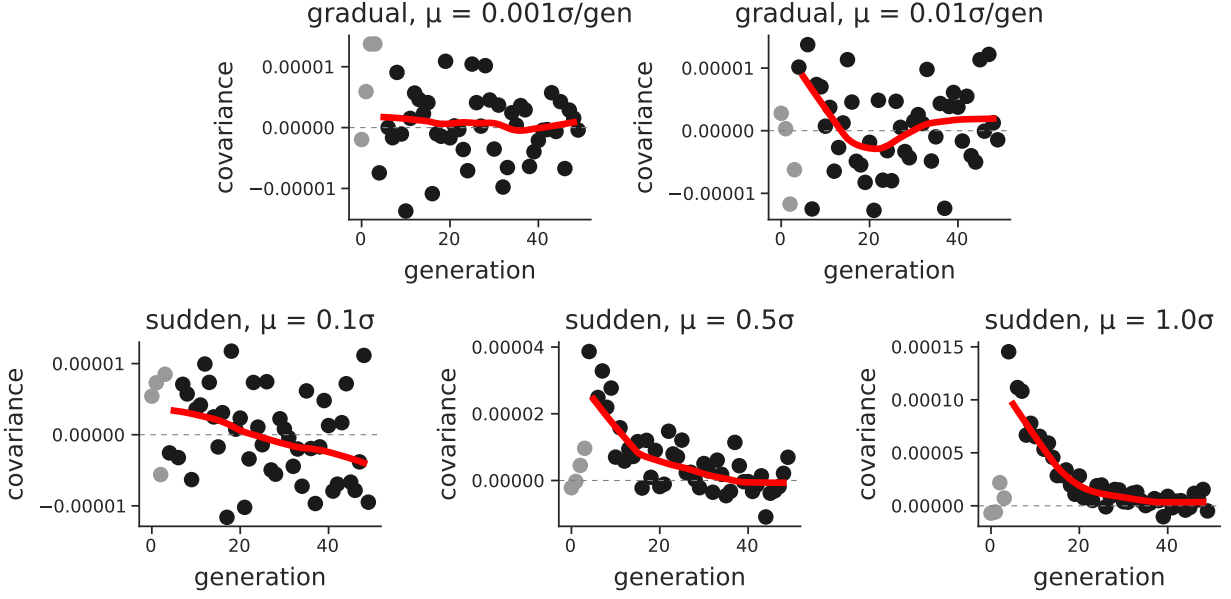 gradual, μ = 0.001σ/gen
gradual, μ = 0.01σ/gen
covariance
0.00001
0.00000
−0.00001
0
20
40
generation
covariance
0.00001
0.00000
−0.00001
0
20
40
generation
sudden, μ = 0.1σ
sudden, μ = 0.5σ
sudden, μ = 1.0σ
covariance
0.00001
0.00000
−0.00001
0
20
40
generation
covariance
0.00004
0.00002
0.00000
0
20
40
generation
covariance
0.00015
0.00010
0.00005
0.00000
0
20
40
generation